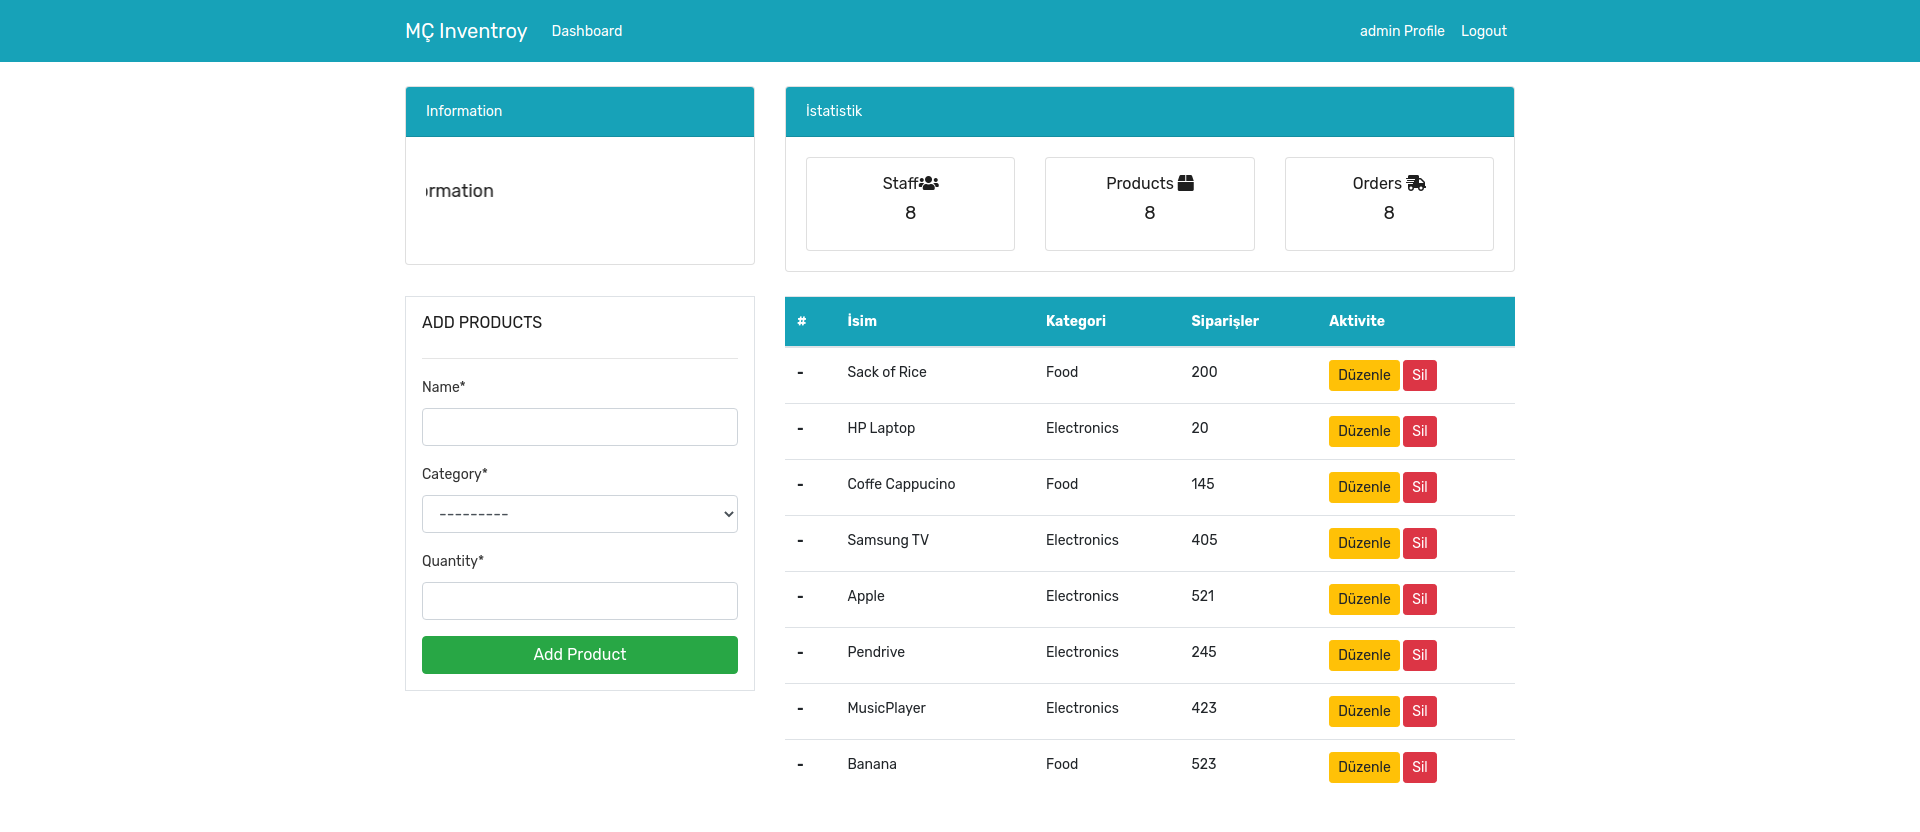 MÇ Inventroy Dashboard admin Profile Logout
Information
ormation
İstatistik
Staff
8
Products
8
Orders
8
ADD PRODUCTS
Name*
Category*
---------
Quantity*
Add Product
# İsim Kategori Siparişler Aktivite
- Sack of Rice Food 200 Düzenle Sil
- HP Laptop Electronics 20 Düzenle Sil
- Coffe Cappucino Food 145 Düzenle Sil
- Samsung TV Electronics 405 Düzenle Sil
- Apple Electronics 521 Düzenle Sil
- Pendrive Electronics 245 Düzenle Sil
- MusicPlayer Electronics 423 Düzenle Sil
- Banana Food 523 Düzenle Sil